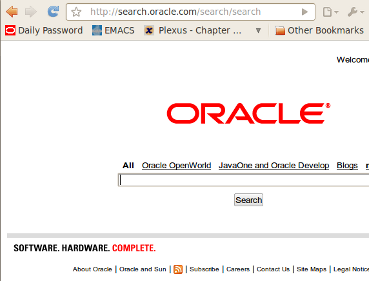 http://search.oracle.com/search/search
Daily Password EMACS Plexus - Chapter ... Other Bookmarks
Welcome
ORACLE®
All Oracle OpenWorld JavaOne and Oracle Develop Blogs
Search
SOFTWARE. HARDWARE. COMPLETE.
About Oracle | Oracle and Sun | | Subscribe | Careers | Contact Us | Site Maps | Legal Notice